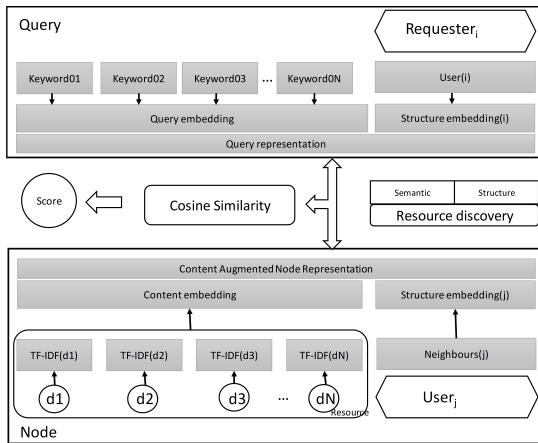 Query
Requester i
Keyword01 Keyword02 Keyword03 ... Keyword0N
User(i)
Query embedding
Structure embedding(i)
Query representation
Score
Cosine Similarity
Semantic
Structure
Resource discovery
Content Augmented Node Representation
Content embedding
Structure embedding(j)
TF-IDF(d1) TF-IDF(d2) TF-IDF(d3) TF-IDF(dN)
Neighbours(j)
d1 d2 d3 ... dN
Resource
User j
Node